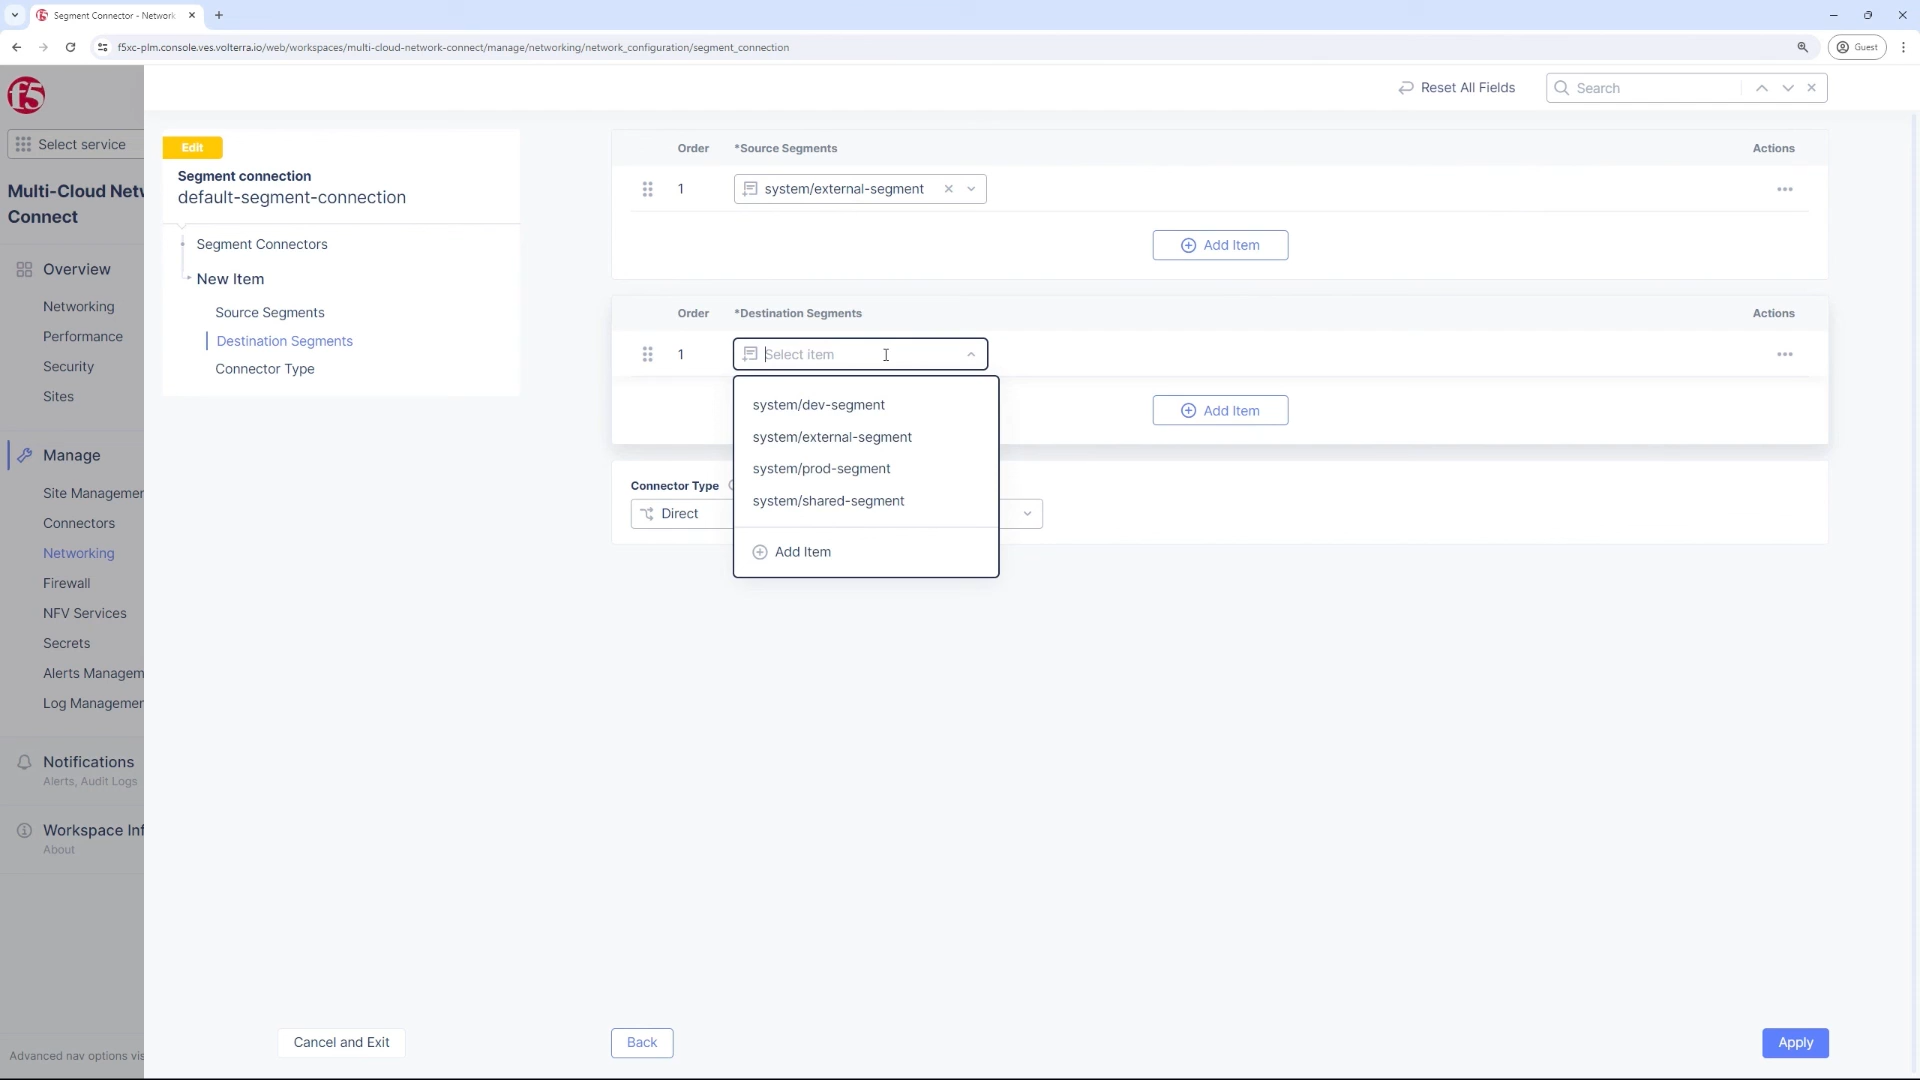 Segment Connector - Network
f5xc-plm.console.ves.volterra.io/web/workspaces/multi-cloud-network-connect/manage/networking/network_configuration/segment_connection
Guest
f5
Reset All Fields
Search
Select service
Multi-Cloud Netv
Connect
Overview
Networking
Performance
Security
Sites
Manage
Site Managemer
Connectors
Networking
Firewall
NFV Services
Secrets
Alerts Managem
Log Managemer
Notifications
Alerts, Audit Logs
Workspace Inf
About
Advanced nav options vis
Edit
Segment connection
default-segment-connection
Segment Connectors
New Item
Source Segments
Destination Segments
Connector Type
Order *Source Segments Actions
1 system/external-segment
Add Item
Order *Destination Segments Actions
1 Select item
system/dev-segment
system/external-segment
system/prod-segment
system/shared-segment
Add Item
Add Item
Connector Type
Direct
Cancel and Exit
Back
Apply